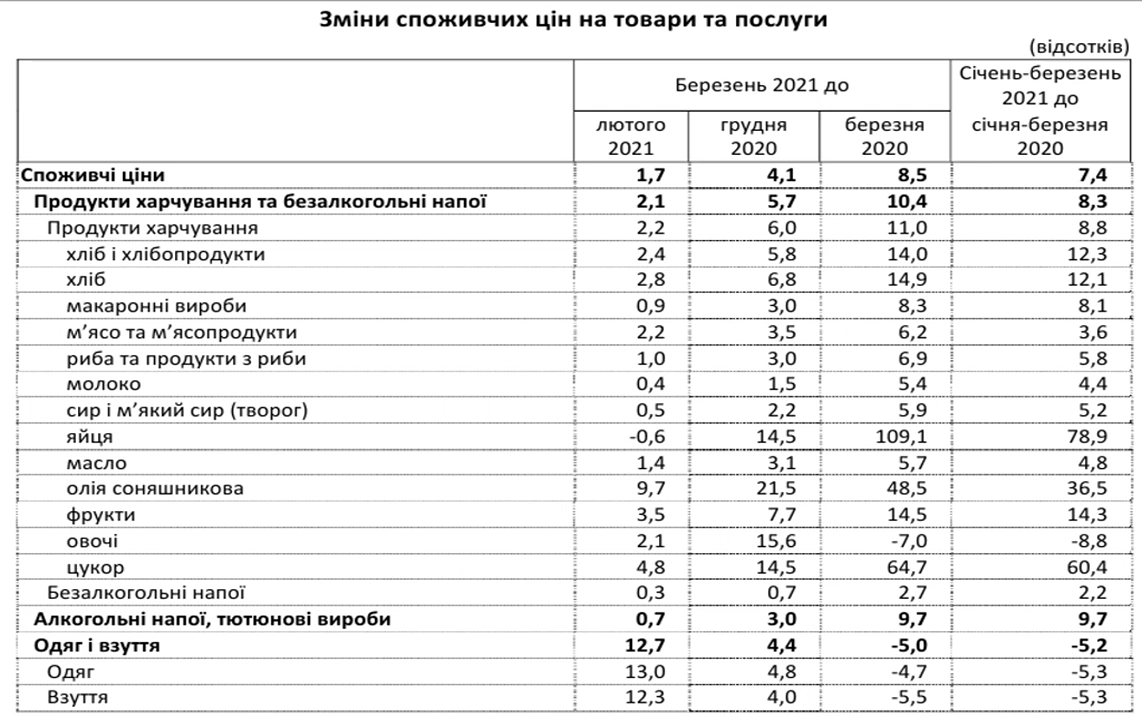 Зміни споживчих цін на товари та послуги
(відсотків)
Березень 2021 до
Січень-березень 2021 до січня-березня 2020
лютого 2021
грудня 2020
березня 2020
Споживчі ціни 1,7 4,1 8,5 7,4
Продукти харчування та безалкогольні напої 2,1 5,7 10,4 8,3
Продукти харчування 2,2 6,0 11,0 8,8
хліб і хлібопродукти 2,4 5,8 14,0 12,3
хліб 2,8 6,8 14,9 12,1
макаронні вироби 0,9 3,0 8,3 8,1
м’ясо та м’ясопродукти 2,2 3,5 6,2 3,6
риба та продукти з риби 1,0 3,0 6,9 5,8
молоко 0,4 1,5 5,4 4,4
сир і м’який сир (творог) 0,5 2,2 5,9 5,2
яйця -0,6 14,5 109,1 78,9
масло 1,4 3,1 5,7 4,8
олія соняшникова 9,7 21,5 48,5 36,5
фрукти 3,5 7,7 14,5 14,3
овочі 2,1 15,6 -7,0 -8,8
цукор 4,8 14,5 64,7 60,4
Безалкогольні напої 0,3 0,7 2,7 2,2
Алкогольні напої, тютюнові вироби 0,7 3,0 9,7 9,7
Одяг і взуття 12,7 4,4 -5,0 -5,2
Одяг 13,0 4,8 -4,7 -5,3
Взуття 12,3 4,0 -5,5 -5,3